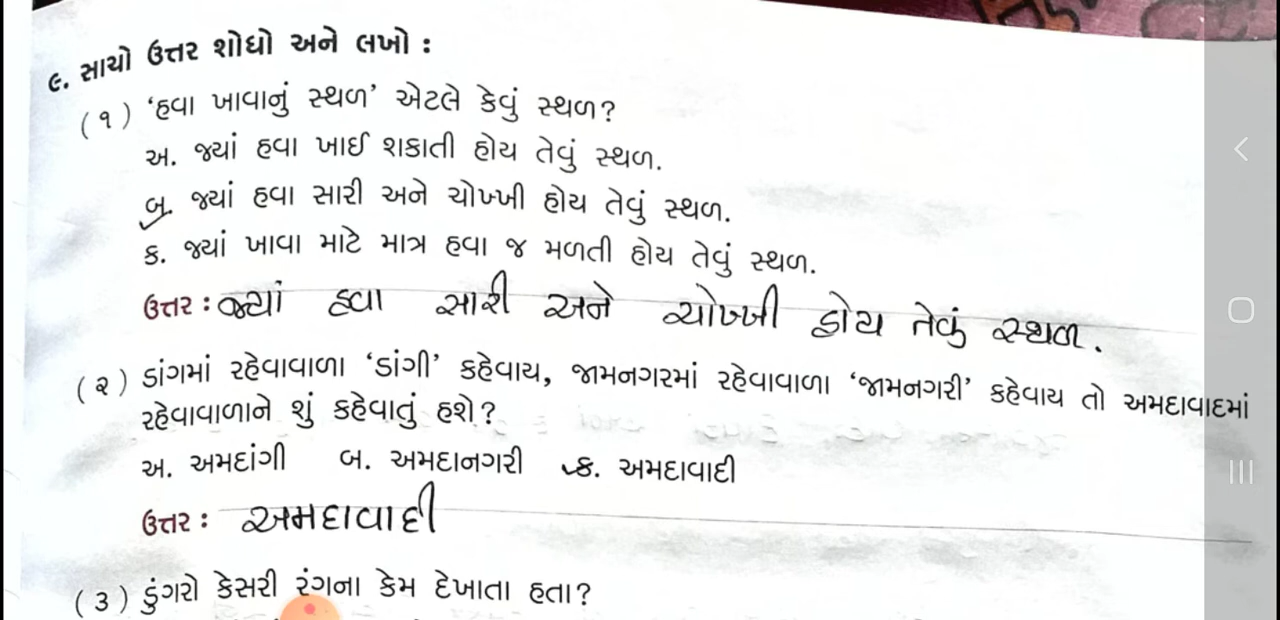 ૯. સાચો ઉત્તર શોધો અને લખો :
(૧) 'હવા ખાવાનું સ્થળ' એટલે કેવું સ્થળ?
અ. જ્યાં હવા ખાઈ શકાતી હોય તેવું સ્થળ.
બ. જ્યાં હવા સારી અને ચોખ્ખી હોય તેવું સ્થળ.
ક. જ્યાં ખાવા માટે માત્ર હવા જ મળતી હોય તેવું સ્થળ.
ઉત્તર : જ્યાં હવા સારી અને ચોખ્ખી હોય તેવું સ્થળ.
(૨) ડાંગમાં રહેવાવાળા 'ડાંગી' કહેવાય, જામનગરમાં રહેવાવાળા 'જામનગરી' કહેવાય તો અમદાવાદમાં
રહેવાવાળાને શું કહેવાતું હશે?
અ. અમદાંગી બ. અમદાનગરી ક. અમદાવાદી
ઉત્તર : અમદાવાદી
(૩) ડુંગરો કેસરી રંગના કેમ દેખાતા હતા?